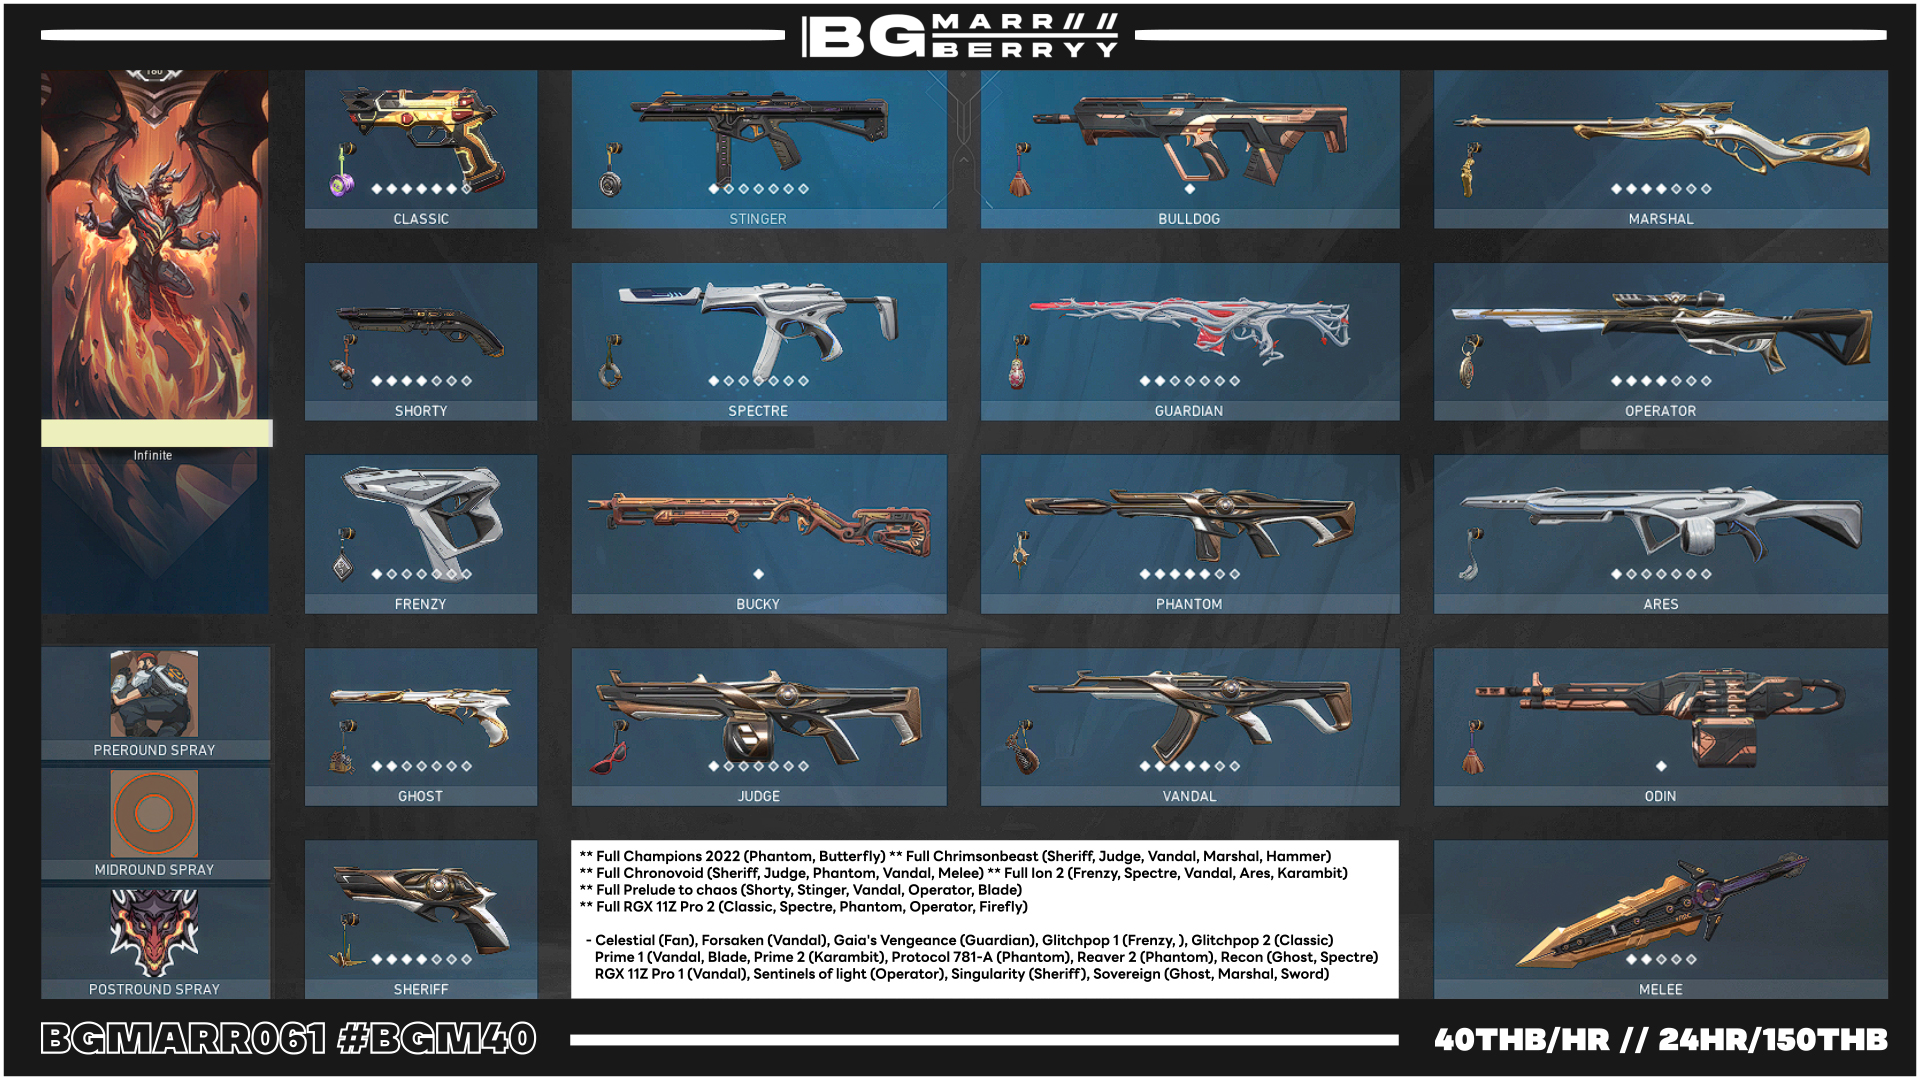 BG MARR// //
BERRYY
CLASSIC
STINGER
BULLDOG
MARSHAL
SHORTY
SPECTRE
GUARDIAN
OPERATOR
Infinite
FRENZY
BUCKY
PHANTOM
ARES
PREROUND SPRAY
GHOST
JUDGE
VANDAL
ODIN
MIDROUND SPRAY
POSTROUND SPRAY
SHERIFF
** Full Champions 2022 (Phantom, Butterfly) ** Full Chrimsonbeast (Sheriff, Judge, Vandal, Marshal, Hammer)
** Full Chronovoid (Sheriff, Judge, Phantom, Vandal, Melee) ** Full Ion 2 (Frenzy, Spectre, Vandal, Ares, Karambit)
** Full Prelude to chaos (Shorty, Stinger, Vandal, Operator, Blade)
** Full RGX 11Z Pro 2 (Classic, Spectre, Phantom, Operator, Firefly)
- Celestial (Fan), Forsaken (Vandal), Gaia's Vengeance (Guardian), Glitchpop 1 (Frenzy, ), Glitchpop 2 (Classic)
Prime 1 (Vandal, Blade, Prime 2 (Karambit), Protocol 781-A (Phantom), Reaver 2 (Phantom), Recon (Ghost, Spectre)
RGX 11Z Pro 1 (Vandal), Sentinels of light (Operator), Singularity (Sheriff), Sovereign (Ghost, Marshal, Sword)
MELEE
BGMARR061 #BGM40
40THB/HR // 24HR/150THB